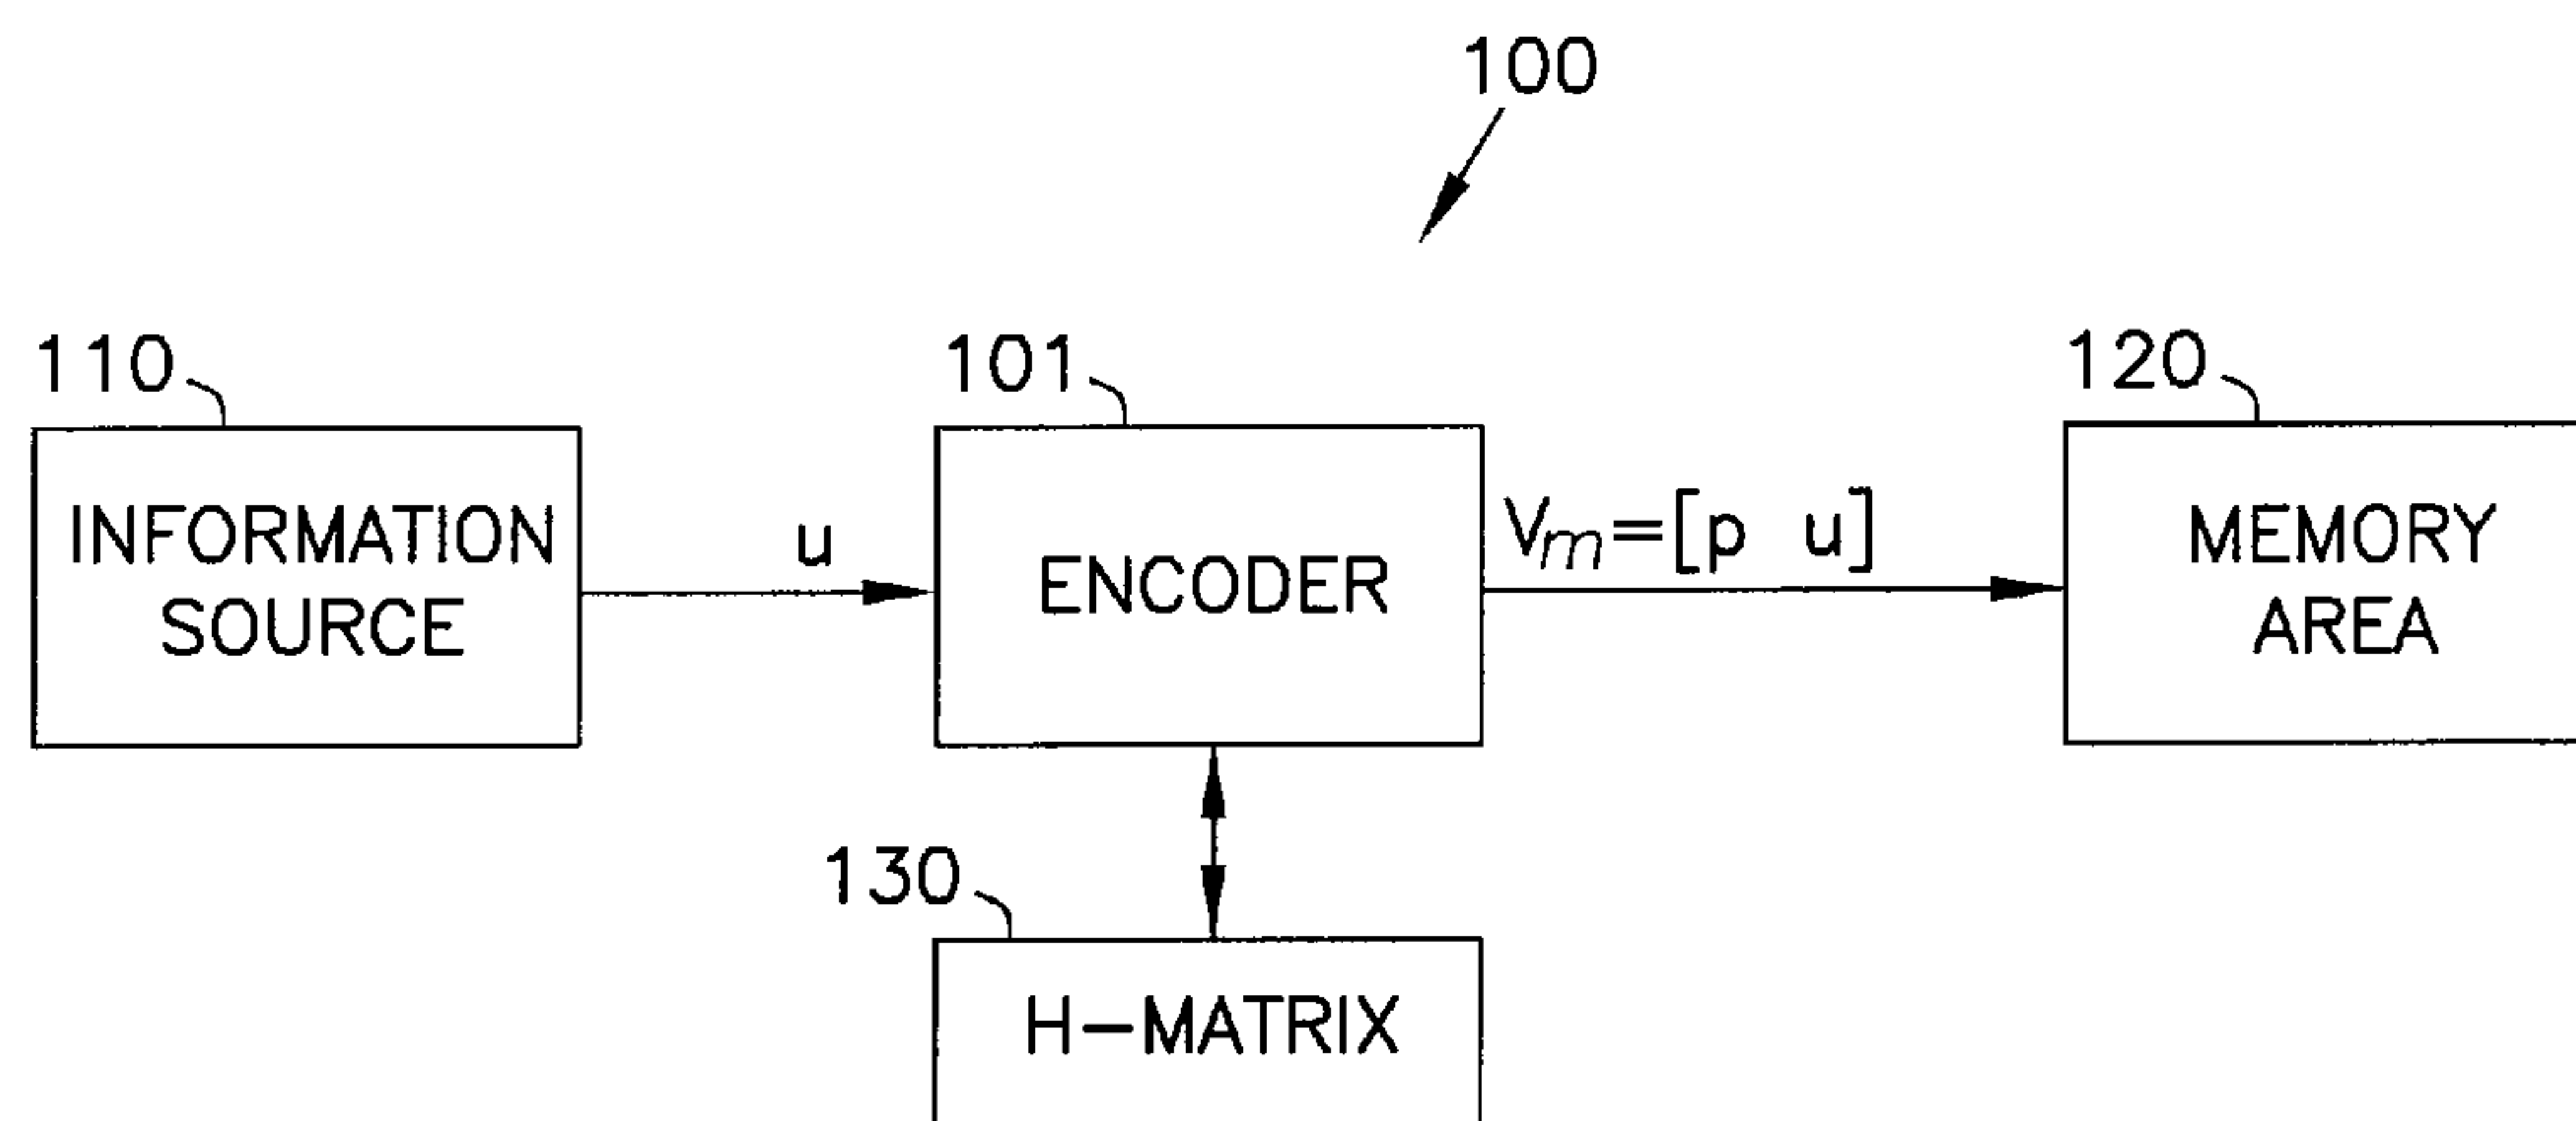 100
110
101
120
INFORMATION
SOURCE
u
ENCODER
Vm=[p u]
MEMORY
AREA
130
H-MATRIX